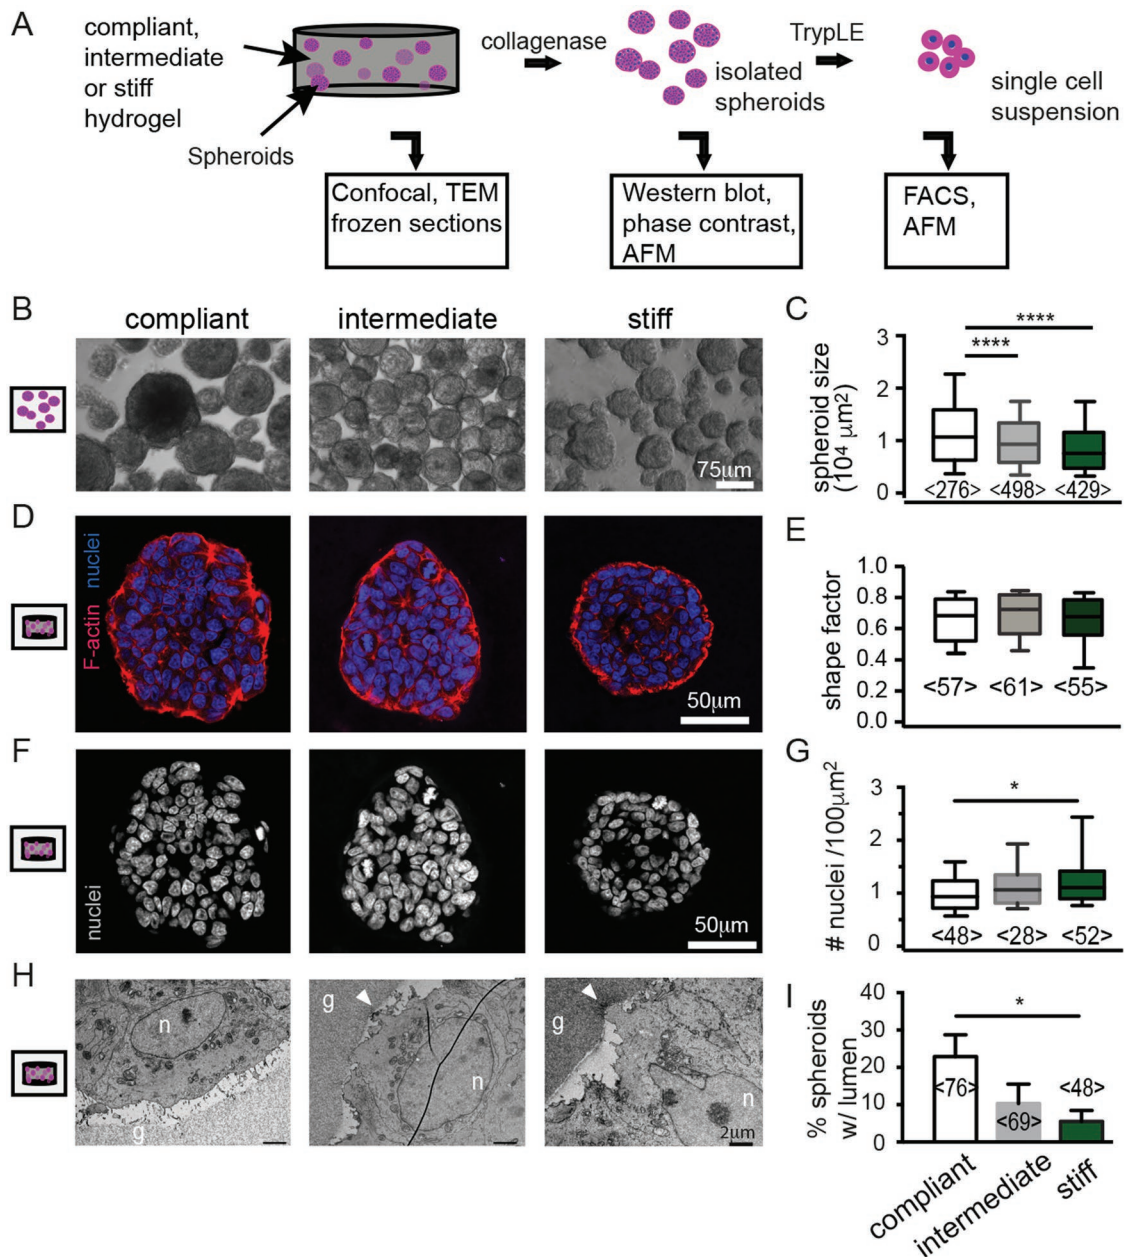 A
compliant,
intermediate
or stiff
hydrogel
Spheroids
collagenase
isolated
spheroids
TrypLE
single cell
suspension
Confocal, TEM
frozen sections
Western blot,
phase contrast,
AFM
FACS,
AFM
B
compliant
intermediate
stiff
75μm
C
spheroid size
(10⁴ μm²)
3
2
1
0
****
****
<276>
<498>
<429>
D
F-actin nuclei
50μm
E
shape factor
1.0
0.8
0.6
0.4
0.2
0.0
<57>
<61>
<55>
F
nuclei
50μm
G
# nuclei /100μm²
3
2
1
0
*
<48>
<28>
<52>
H
n
g
g
n
g
n
2μm
I
% spheroids
w/ lumen
40
30
20
10
0
*
<76>
<69>
<48>
compliant
intermediate
stiff